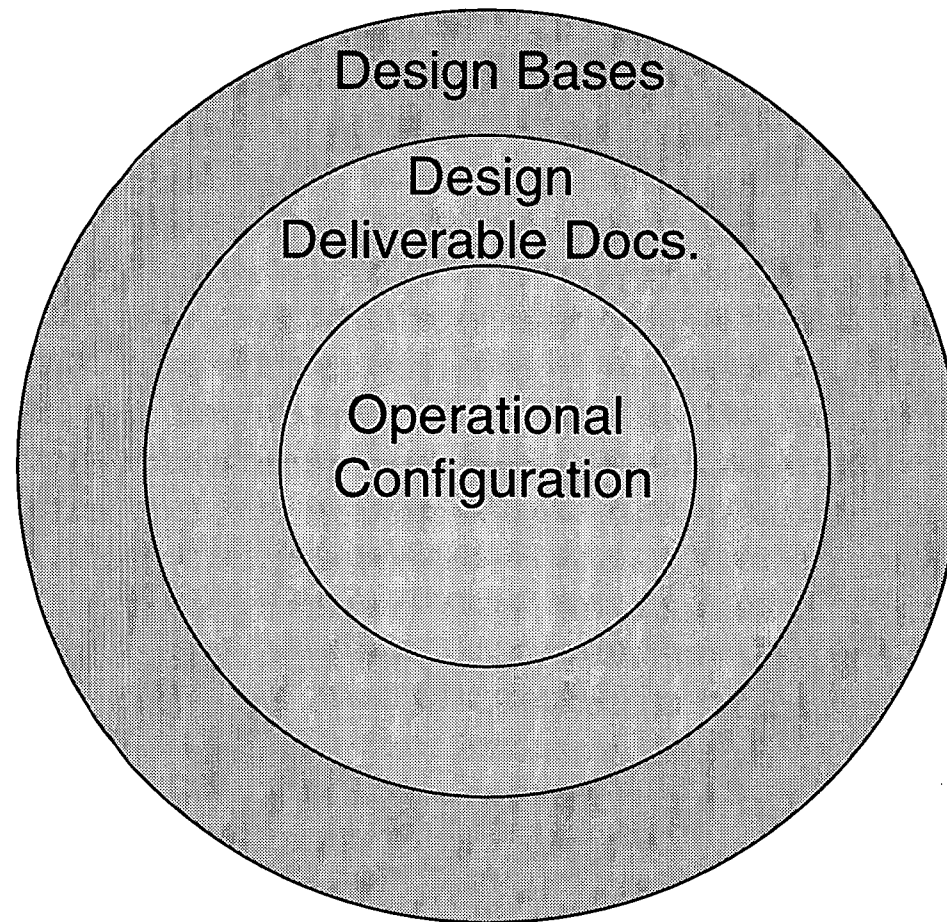 Design Bases
Design
Deliverable Docs.
Operational
Configuration